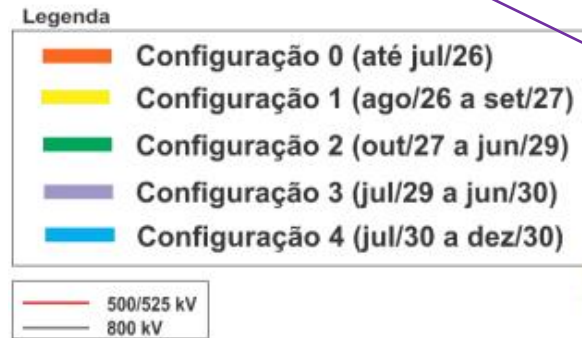 Legenda
Configuração 0 (até jul/26)
Configuração 1 (ago/26 a set/27)
Configuração 2 (out/27 a jun/29)
Configuração 3 (jul/29 a jun/30)
Configuração 4 (jul/30 a dez/30)
500/525 kV
800 kV